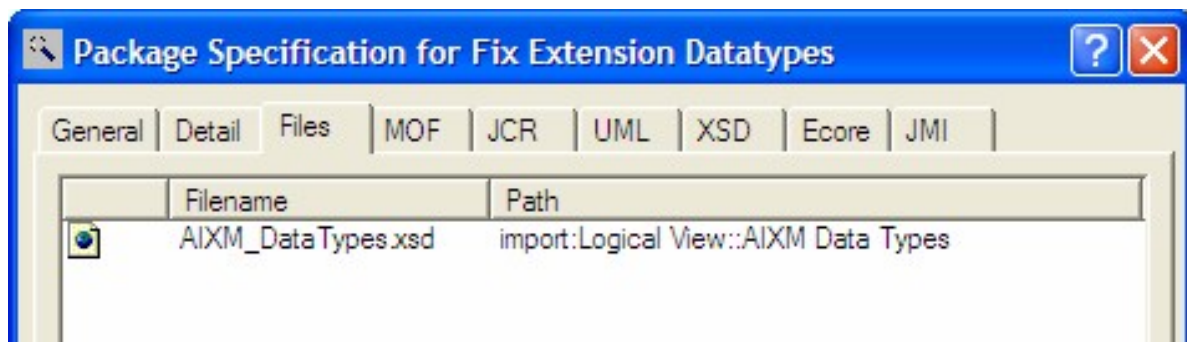 Package Specification for Fix Extension Datatypes ?
General Detail Files MOF JCR UML XSD Ecore JMI
Filename Path
AIXM_DataTypes.xsd import:Logical View::AIXM Data Types